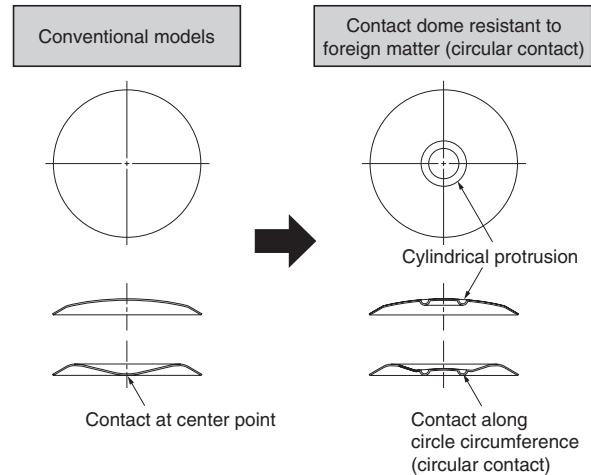 Conventional models
Contact dome resistant to
foreign matter (circular contact)
Cylindrical protrusion
Contact at center point
Contact along
circle circumference
(circular contact)